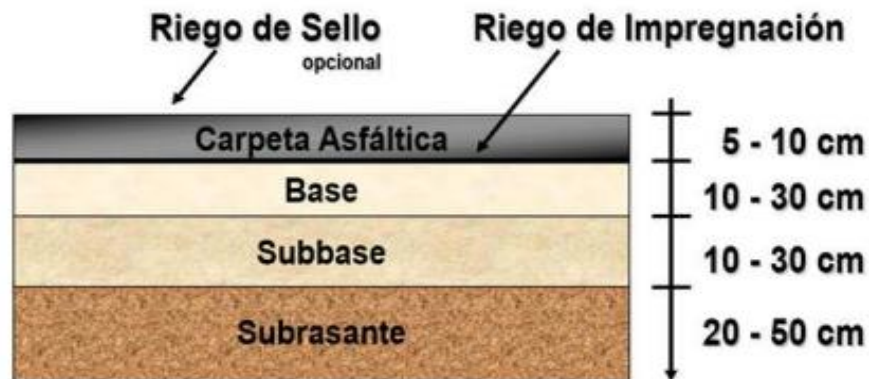 Riego de Sello
opcional
Riego de Impregnación
Carpeta Asfáltica
5 - 10 cm
Base
10 - 30 cm
Subbase
10 - 30 cm
Subrasante
20 - 50 cm